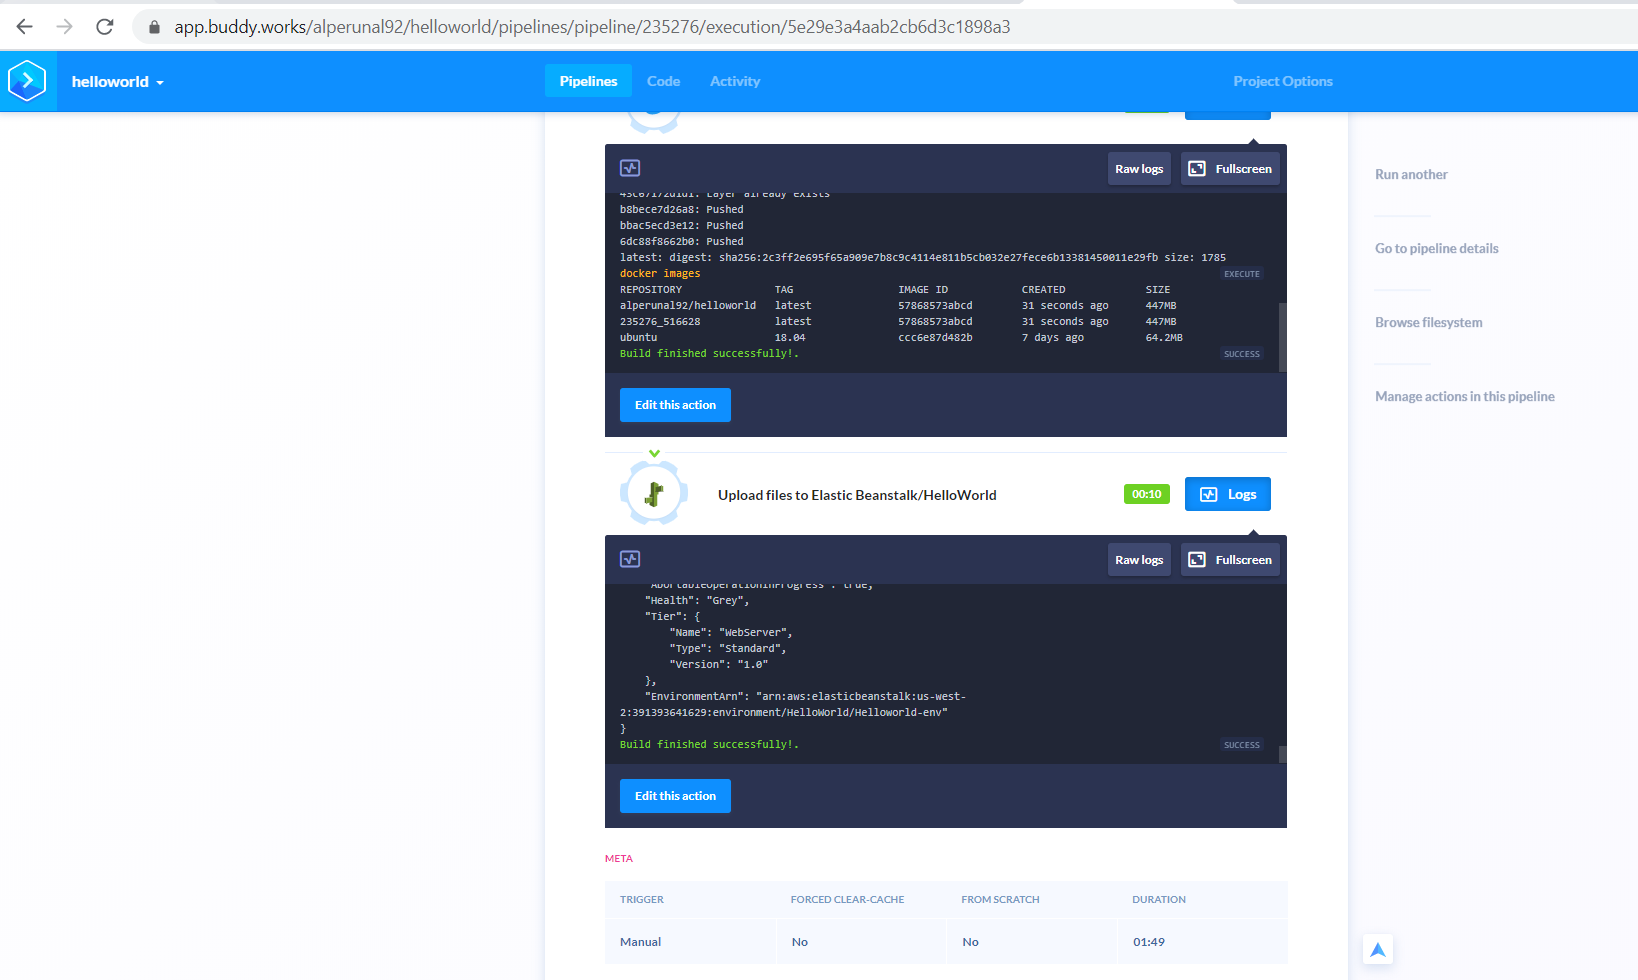 app.buddy.works/alperunal92/helloworld/pipelines/pipeline/235276/execution/5e29e3a4aab2cb6d3c1898a3
helloworld Pipelines Code Activity Project Options
Raw logs Fullscreen
43c67172d1d1: Layer already exists
b8bece7d26a8: Pushed
bbac5ecd3e12: Pushed
6dc88f8662b0: Pushed
latest: digest: sha256:2c3ff2e695f65a909e7b8c9c4114e811b5cb032e27fece6b13381450011e29fb size: 1785
docker images EXECUTE
REPOSITORY TAG IMAGE ID CREATED SIZE
alperunal92/helloworld latest 57868573abcd 31 seconds ago 447MB
235276_516628 latest 57868573abcd 31 seconds ago 447MB
ubuntu 18.04 ccc6e87d482b 7 days ago 64.2MB
Build finished successfully!. SUCCESS
Edit this action
Upload files to Elastic Beanstalk/HelloWorld 00:10 Logs
Raw logs Fullscreen
"AbortableOperationInProgress": true,
"Health": "Grey",
"Tier": {
"Name": "WebServer",
"Type": "Standard",
"Version": "1.0"
},
"EnvironmentArn": "arn:aws:elasticbeanstalk:us-west-
2:391393641629:environment/HelloWorld/Helloworld-env"
}
Build finished successfully!. SUCCESS
Edit this action
META
TRIGGER FORCED CLEAR-CACHE FROM SCRATCH DURATION
Manual No No 01:49
Run another
Go to pipeline details
Browse filesystem
Manage actions in this pipeline